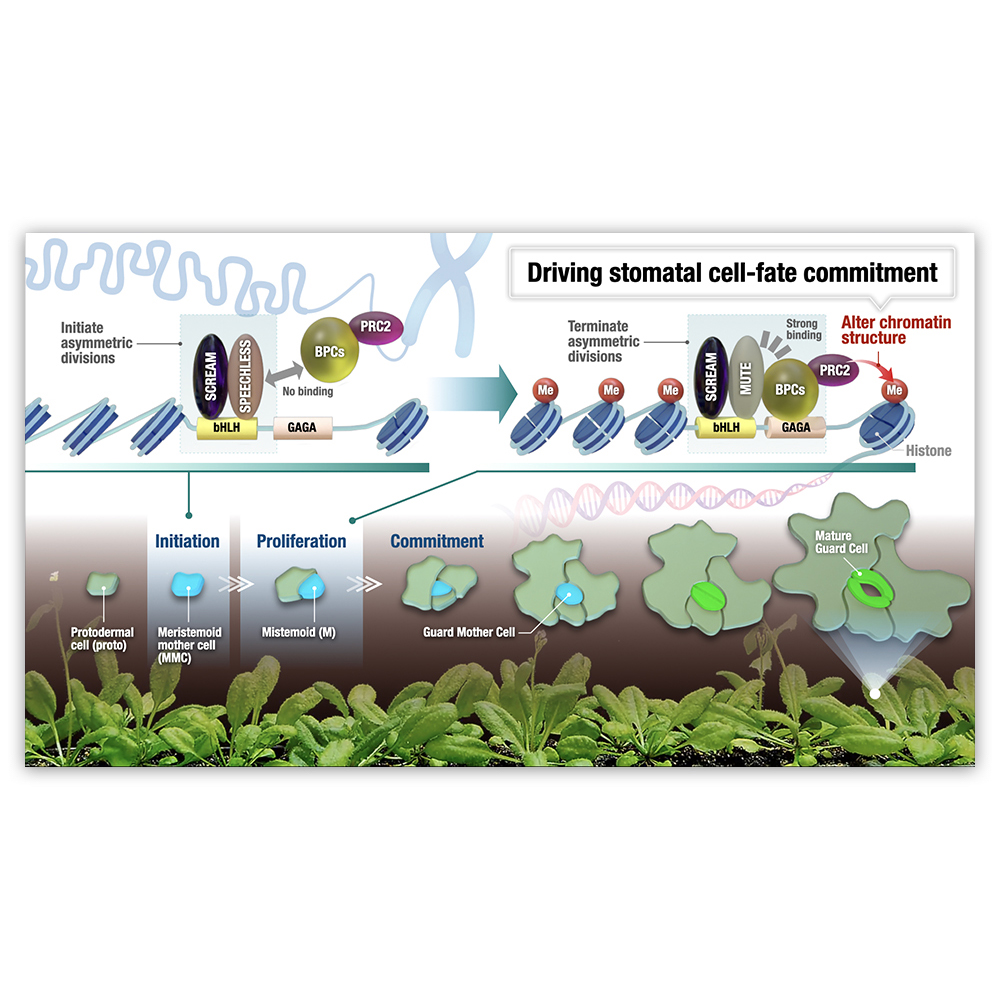 Driving stomatal cell-fate commitment
Initiate
asymmetric
divisions
SCREAM
SPEECHLESS
BPCs
PRC2
No binding
bHLH
GAGA
Terminate
asymmetric
divisions
Me
Me
Me
SCREAM
MUTE
Strong
binding
BPCs
PRC2
Alter chromatin
structure
Me
bHLH
GAGA
Histone
Initiation
Proliferation
Commitment
Protodermal
cell (proto)
Meristemoid
mother cell
(MMC)
Mistemoid (M)
Guard Mother Cell
Mature
Guard Cell